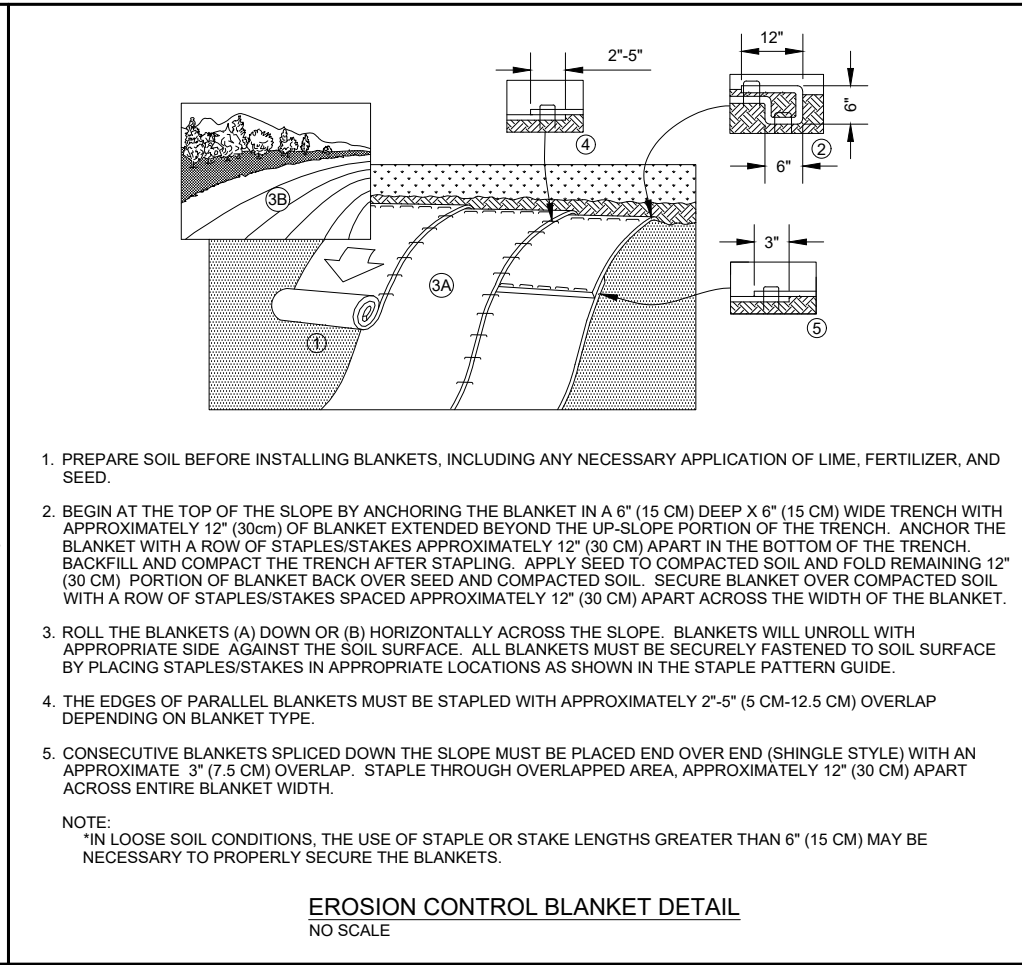 2"-5"
12"
6"
4
2
6"
3B
3"
3A
5
1
1. PREPARE SOIL BEFORE INSTALLING BLANKETS, INCLUDING ANY NECESSARY APPLICATION OF LIME, FERTILIZER, AND
SEED.
2. BEGIN AT THE TOP OF THE SLOPE BY ANCHORING THE BLANKET IN A 6" (15 CM) DEEP X 6" (15 CM) WIDE TRENCH WITH
APPROXIMATELY 12" (30cm) OF BLANKET EXTENDED BEYOND THE UP-SLOPE PORTION OF THE TRENCH. ANCHOR THE
BLANKET WITH A ROW OF STAPLES/STAKES APPROXIMATELY 12" (30 CM) APART IN THE BOTTOM OF THE TRENCH.
BACKFILL AND COMPACT THE TRENCH AFTER STAPLING. APPLY SEED TO COMPACTED SOIL AND FOLD REMAINING 12"
(30 CM) PORTION OF BLANKET BACK OVER SEED AND COMPACTED SOIL. SECURE BLANKET OVER COMPACTED SOIL
WITH A ROW OF STAPLES/STAKES SPACED APPROXIMATELY 12" (30 CM) APART ACROSS THE WIDTH OF THE BLANKET.
3. ROLL THE BLANKETS (A) DOWN OR (B) HORIZONTALLY ACROSS THE SLOPE. BLANKETS WILL UNROLL WITH
APPROPRIATE SIDE AGAINST THE SOIL SURFACE. ALL BLANKETS MUST BE SECURELY FASTENED TO SOIL SURFACE
BY PLACING STAPLES/STAKES IN APPROPRIATE LOCATIONS AS SHOWN IN THE STAPLE PATTERN GUIDE.
4. THE EDGES OF PARALLEL BLANKETS MUST BE STAPLED WITH APPROXIMATELY 2"-5" (5 CM-12.5 CM) OVERLAP
DEPENDING ON BLANKET TYPE.
5. CONSECUTIVE BLANKETS SPLICED DOWN THE SLOPE MUST BE PLACED END OVER END (SHINGLE STYLE) WITH AN
APPROXIMATE 3" (7.5 CM) OVERLAP. STAPLE THROUGH OVERLAPPED AREA, APPROXIMATELY 12" (30 CM) APART
ACROSS ENTIRE BLANKET WIDTH.
NOTE:
*IN LOOSE SOIL CONDITIONS, THE USE OF STAPLE OR STAKE LENGTHS GREATER THAN 6" (15 CM) MAY BE
NECESSARY TO PROPERLY SECURE THE BLANKETS.
EROSION CONTROL BLANKET DETAIL
NO SCALE